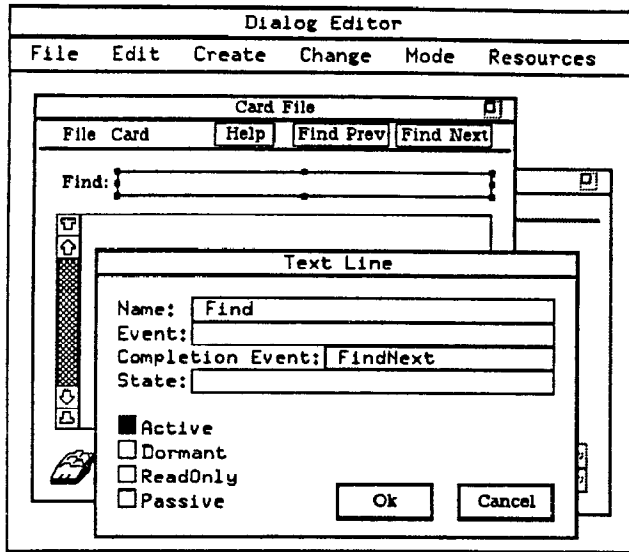 Dialog Editor
File Edit Create Change Mode Resources
Card File
File Card Help Find Prev Find Next
Find:
Text Line
Name: Find
Event:
Completion Event: FindNext
State:
Active
Dormant
ReadOnly
Passive
Ok Cancel